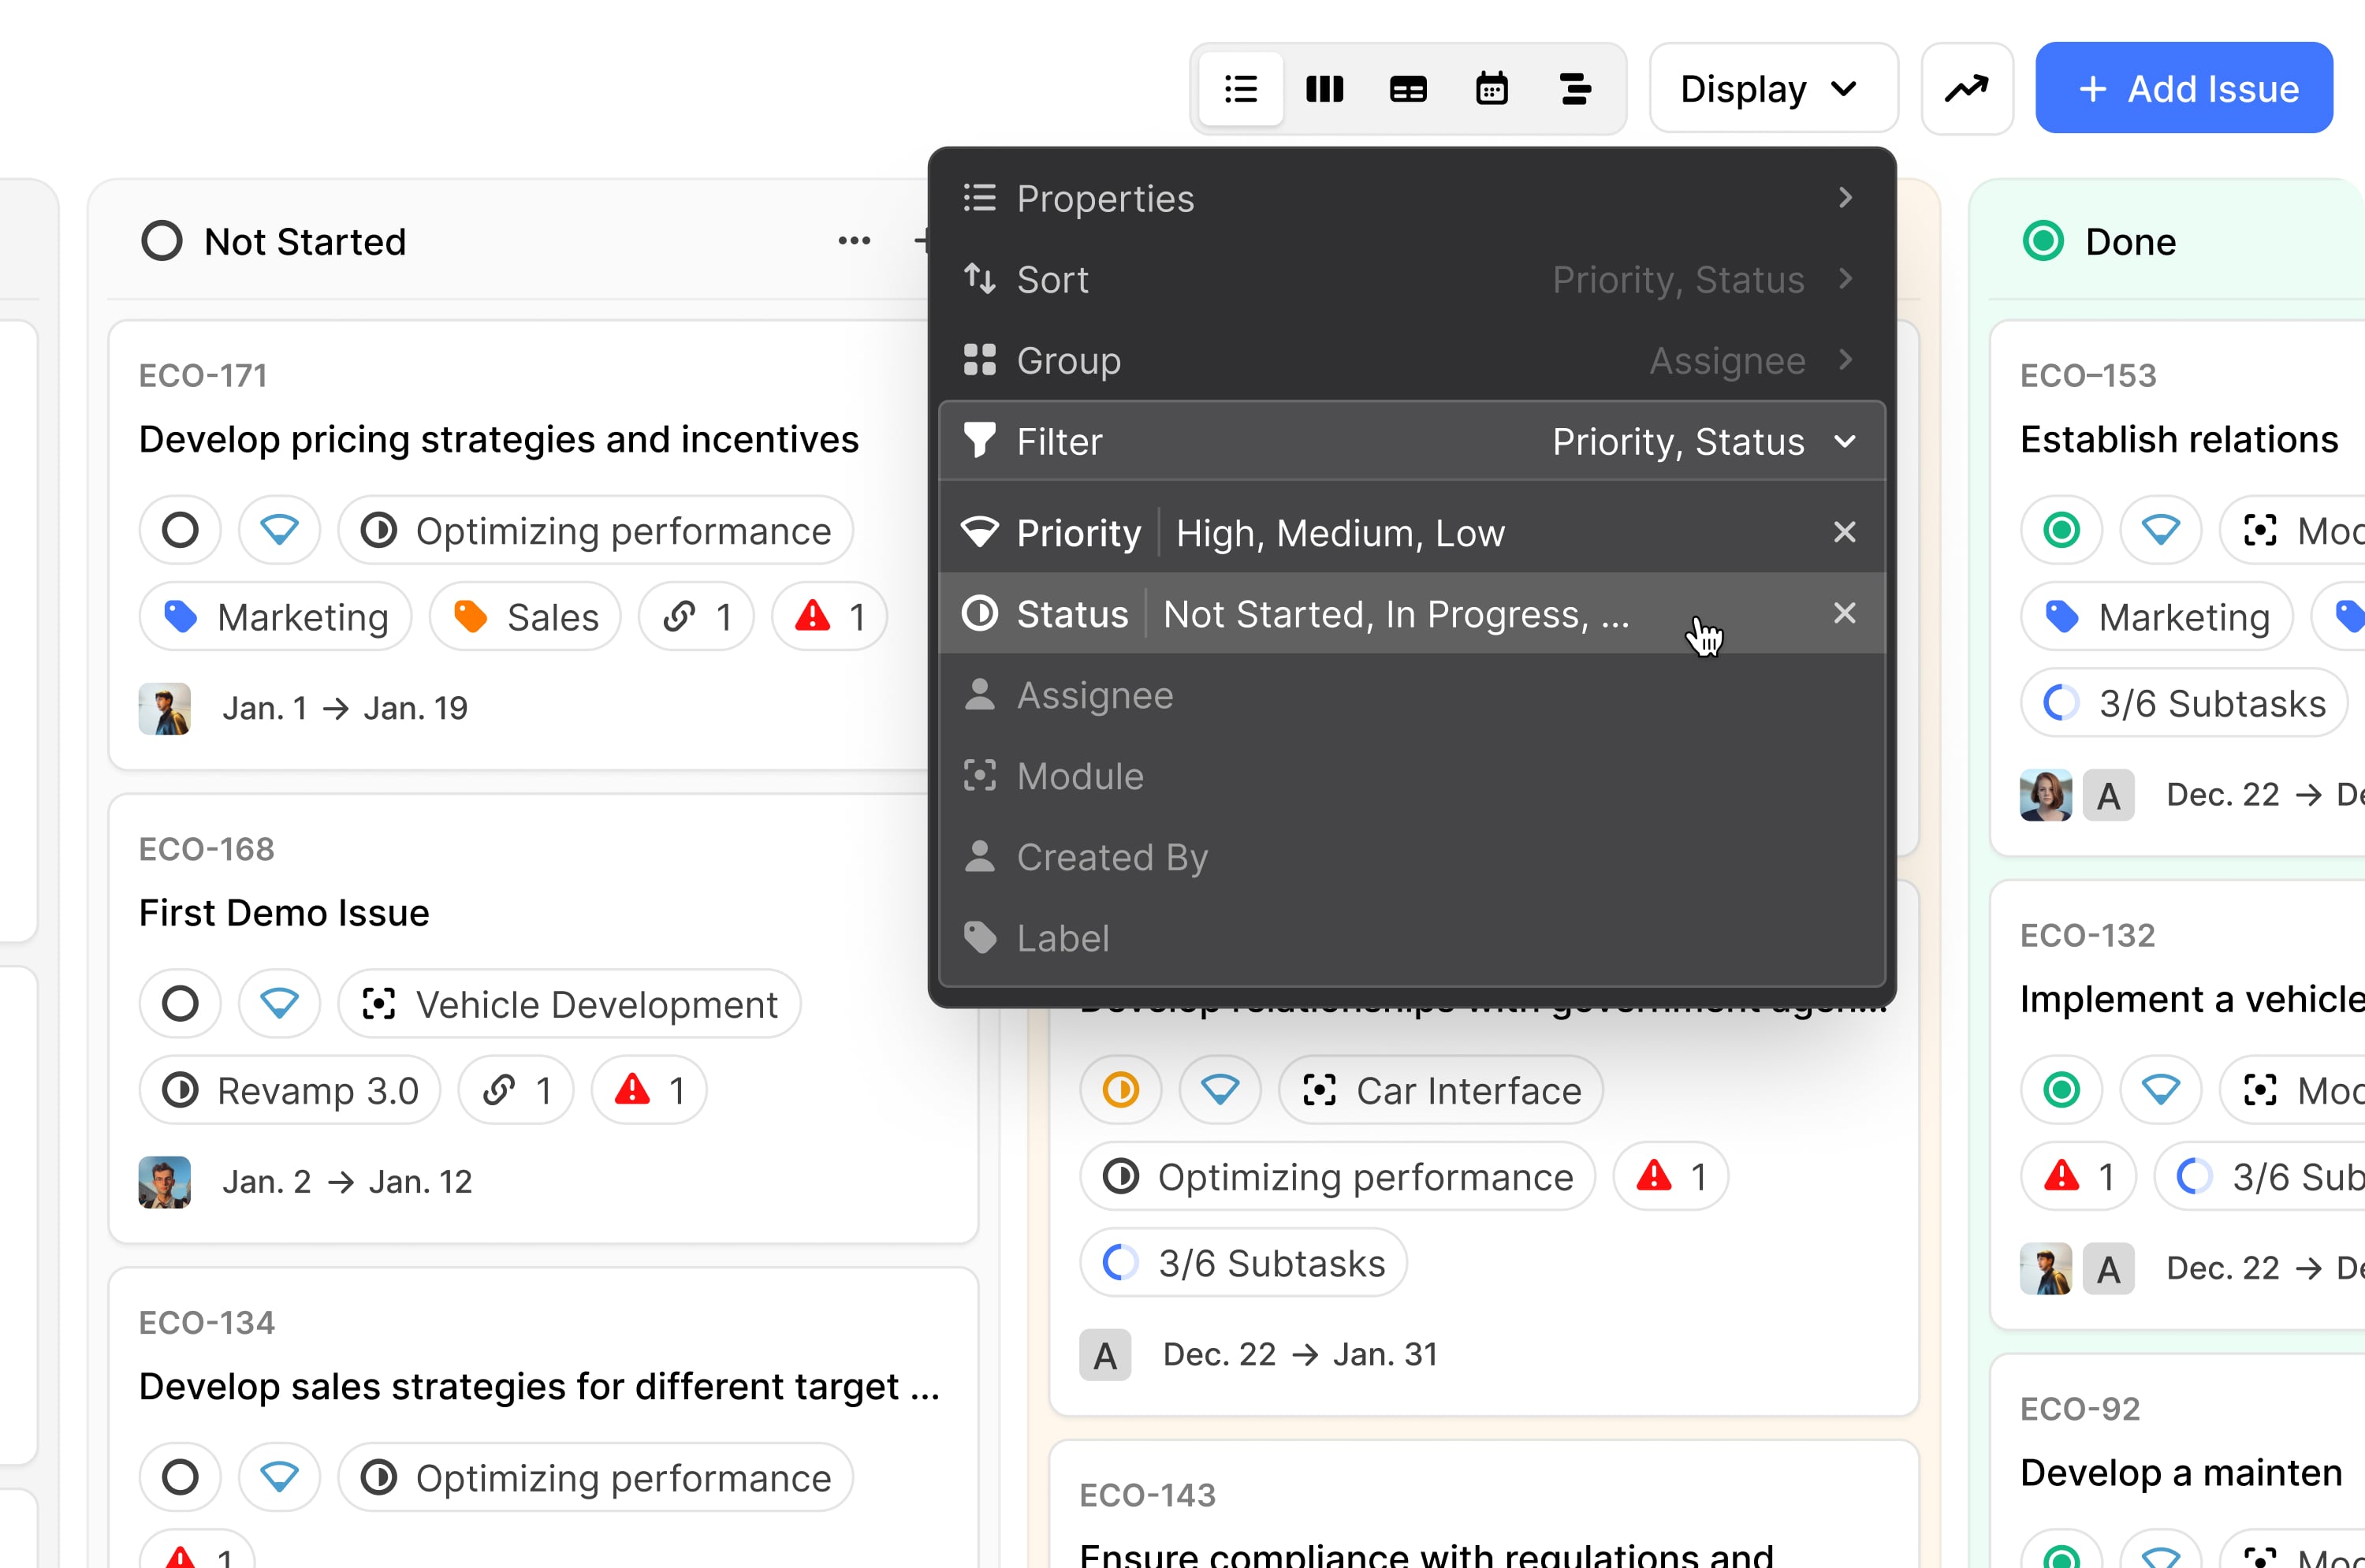 Display
+ Add Issue
Not Started
ECO-171
Develop pricing strategies and incentives
Optimizing performance
Marketing
Sales
1
1
Jan. 1 → Jan. 19
ECO-168
First Demo Issue
Vehicle Development
Revamp 3.0
1
1
Jan. 2 → Jan. 12
ECO-134
Develop sales strategies for different target ...
Optimizing performance
1
Properties
Sort Priority, Status
Group Assignee
Filter Priority, Status
Priority High, Medium, Low
Status Not Started, In Progress, ...
Assignee
Module
Created By
Label
Develop relationships with government agen...
Car Interface
Optimizing performance
1
3/6 Subtasks
A Dec. 22 → Jan. 31
ECO-143
Ensure compliance with regulations and
Done
ECO–153
Establish relations
Moc
Marketing
3/6 Subtasks
A Dec. 22 → De
ECO-132
Implement a vehicle
Moc
1
3/6 Sub
A Dec. 22 → De
ECO-92
Develop a mainten